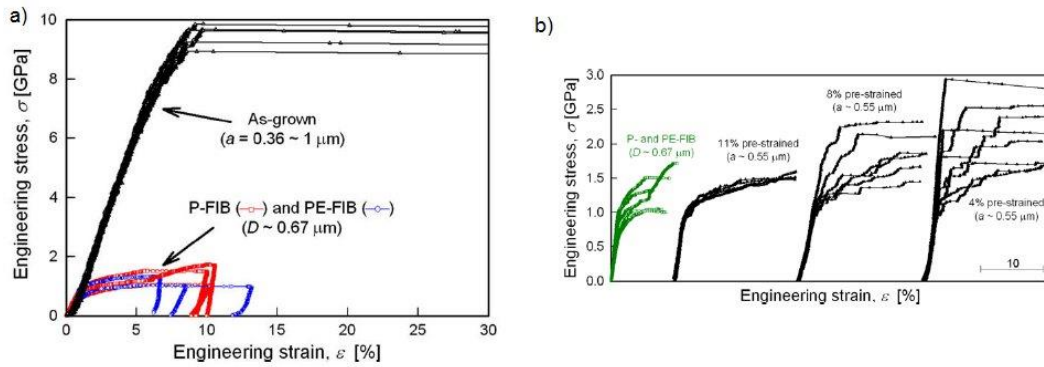 a)
10
8
6
4
2
0
Engineering stress, σ [GPa]
As-grown
(a = 0.36 ~ 1 μm)
P-FIB (—□—) and PE-FIB (—○—)
(D ~ 0.67 μm)
0 5 10 15 20 25 30
Engineering strain, ε [%]
b)
3.0
2.5
2.0
1.5
1.0
0.5
0.0
Engineering stress, σ [GPa]
P- and PE-FIB
(D ~ 0.67 μm)
11% pre-strained
(a ~ 0.55 μm)
8% pre-strained
(a ~ 0.55 μm)
4% pre-strained
(a ~ 0.55 μm)
10
Engineering strain, ε [%]